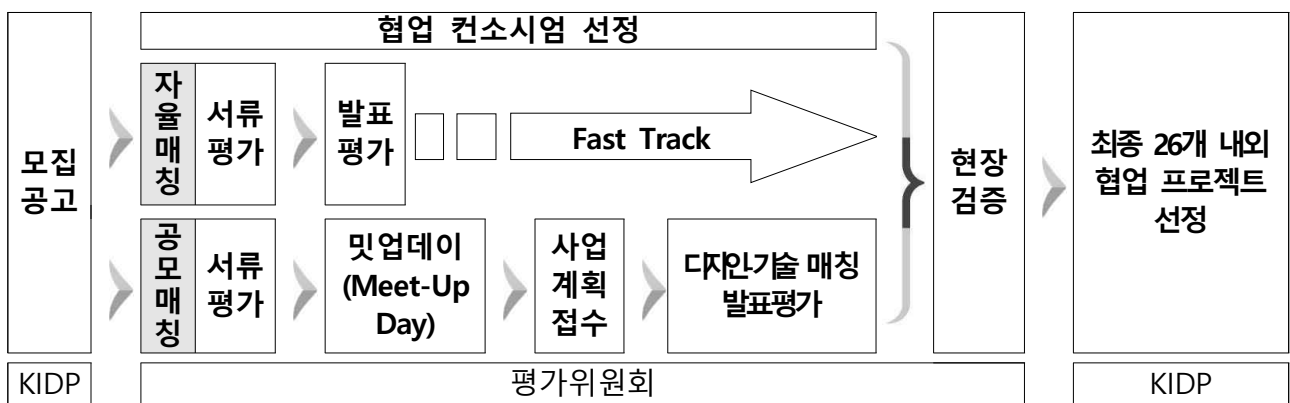 협업 컨소시엄 선정
모집
공고
자
율
매
칭
서류
평가
발표
평가
Fast Track
공
모
매
칭
서류
평가
밋업데이
(Meet-Up
Day)
사업
계획
접수
디자인-기술 매칭
발표평가
현장
검증
최종 26개 내외
협업 프로젝트
선정
KIDP
평가위원회
KIDP